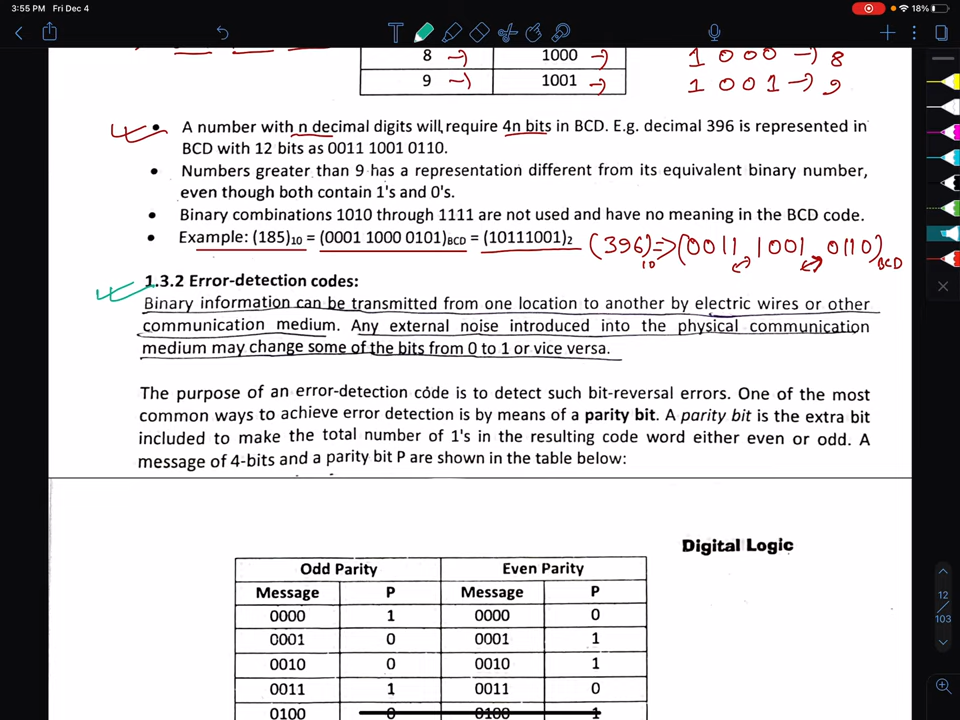 3:55 PM Fri Dec 4
18%
8 → 1000 → 1 0 0 0 → 8
9 → 1001 → 1 0 0 1 → 9
• A number with n decimal digits will require 4n bits in BCD. E.g. decimal 396 is represented in
BCD with 12 bits as 0011 1001 0110.
• Numbers greater than 9 has a representation different from its equivalent binary number,
even though both contain 1's and 0's.
• Binary combinations 1010 through 1111 are not used and have no meaning in the BCD code.
• Example: (185)10 = (0001 1000 0101)BCD = (10111001)2 (396)10 => (0011 1001 0110)BCD
1.3.2 Error-detection codes:
Binary information can be transmitted from one location to another by electric wires or other
communication medium. Any external noise introduced into the physical communication
medium may change some of the bits from 0 to 1 or vice versa.
The purpose of an error-detection code is to detect such bit-reversal errors. One of the most
common ways to achieve error detection is by means of a parity bit. A parity bit is the extra bit
included to make the total number of 1's in the resulting code word either even or odd. A
message of 4-bits and a parity bit P are shown in the table below:
Digital Logic
Odd Parity Even Parity
Message P Message P
0000 1 0000 0
0001 0 0001 1
0010 0 0010 1
0011 1 0011 0
0100 0 0100 1
12
103